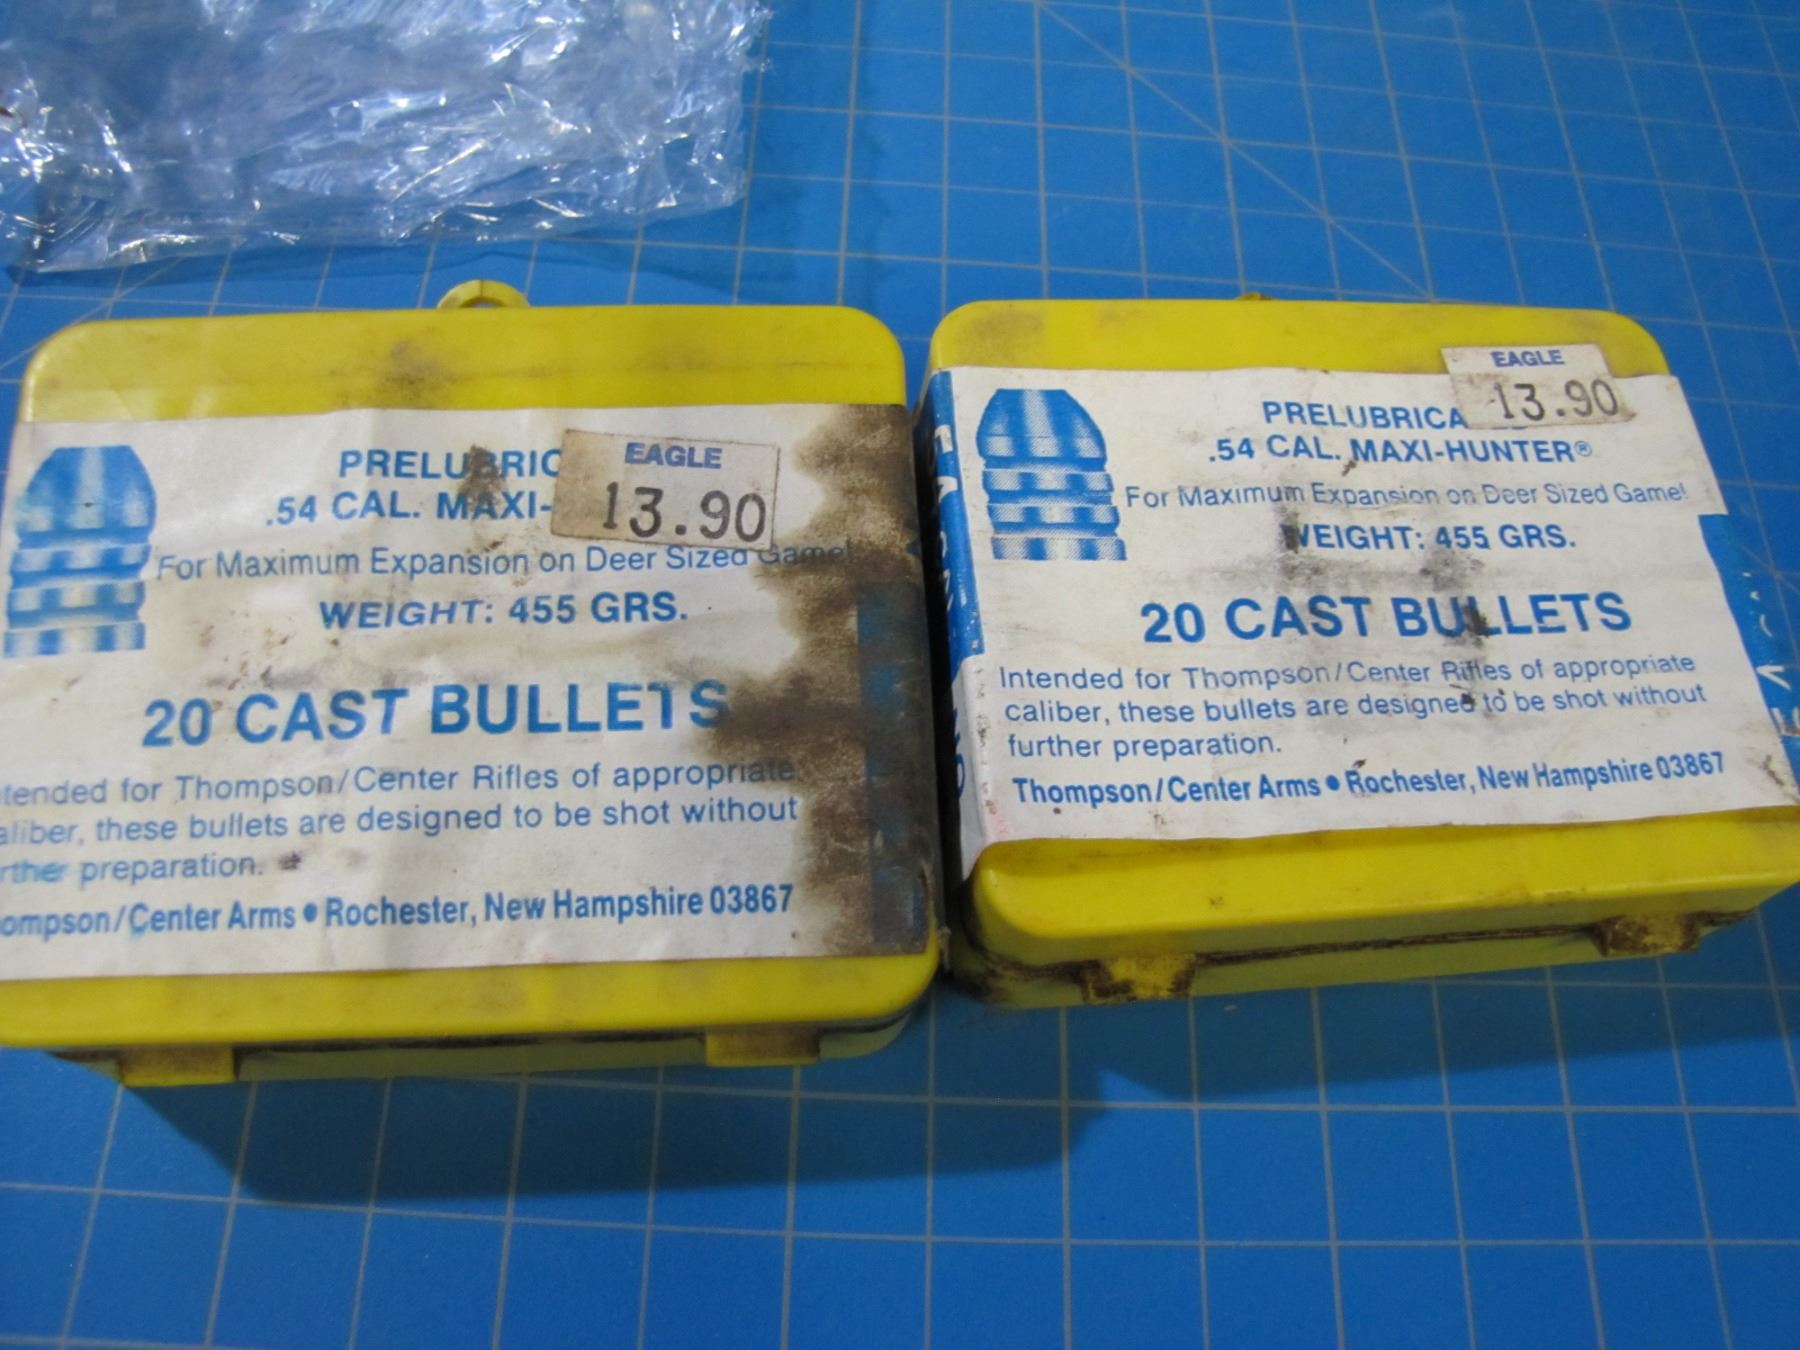 EAGLE
13.90
PRELUBRIC
.54 CAL. MAXI-
For Maximum Expansion on Deer Sized Game!
WEIGHT: 455 GRS.
20 CAST BULLETS
tended for Thompson/Center Rifles of appropriate
aliber, these bullets are designed to be shot without
rther preparation.
ompson/Center Arms • Rochester, New Hampshire 03867
EAGLE
13.90
PRELUBRICA
.54 CAL. MAXI-HUNTER®
For Maximum Expansion on Deer Sized Game!
WEIGHT: 455 GRS.
20 CAST BULLETS
Intended for Thompson/Center Rifles of appropriate
caliber, these bullets are designed to be shot without
further preparation.
Thompson/Center Arms • Rochester, New Hampshire 03867